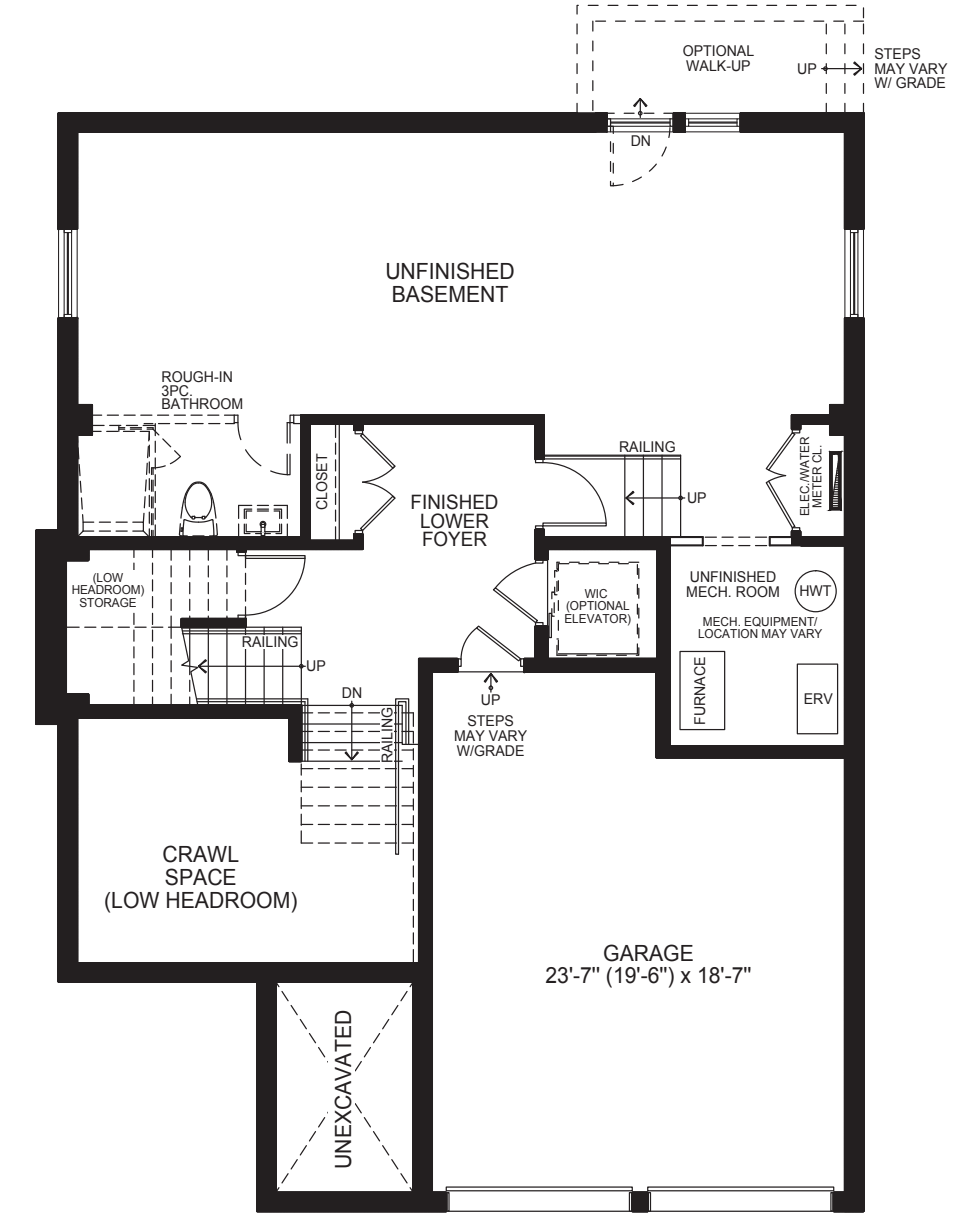 OPTIONAL
WALK-UP
UP
STEPS
MAY VARY
W/ GRADE
DN
UNFINISHED
BASEMENT
ROUGH-IN
3PC.
BATHROOM
CLOSET
FINISHED
LOWER
FOYER
RAILING
UP
ELEC./WATER
METER CL.
(LOW
HEADROOM)
STORAGE
RAILING
UP
WIC
(OPTIONAL
ELEVATOR)
UNFINISHED
MECH. ROOM
HWT
MECH. EQUIPMENT/
LOCATION MAY VARY
FURNACE
ERV
DN
RAILING
UP
STEPS
MAY VARY
W/GRADE
CRAWL
SPACE
(LOW HEADROOM)
GARAGE
23'-7" (19'-6") x 18'-7"
UNEXCAVATED